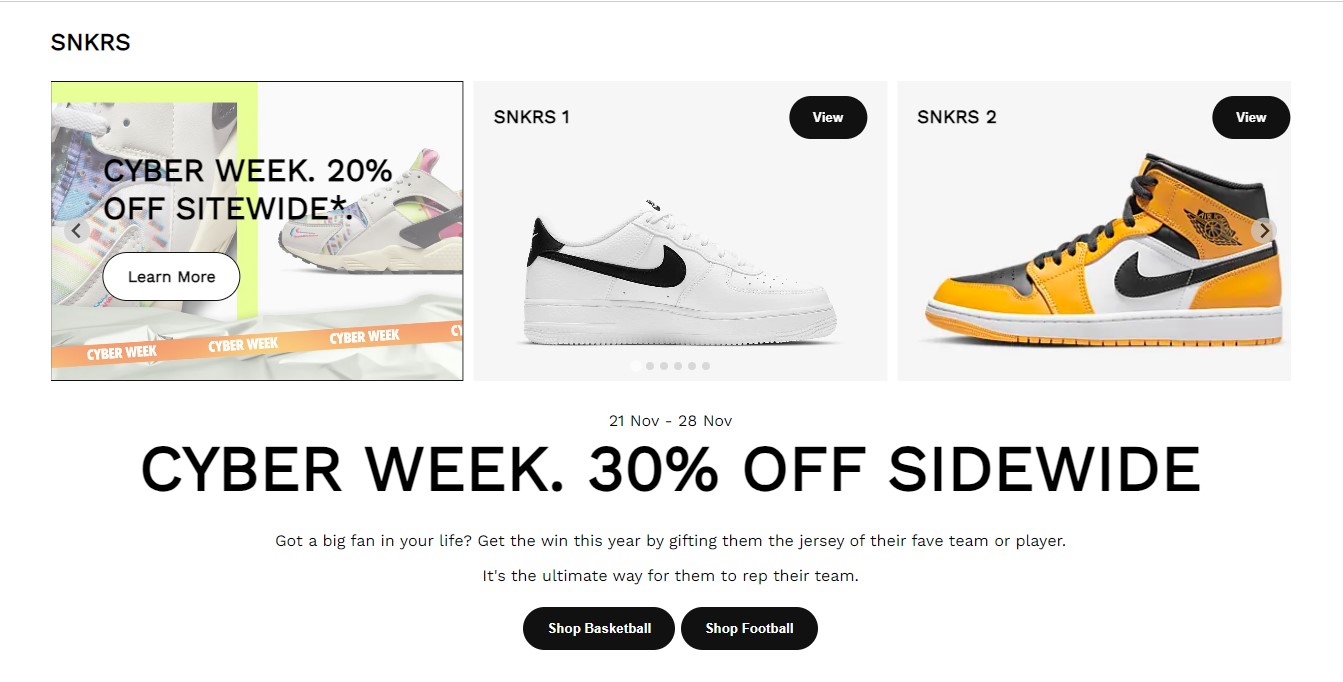 SNKRS
CYBER WEEK. 20%
OFF SITEWIDE*.
Learn More
CYBER WEEK
CYBER WEEK
CYBER WEEK
CY
SNKRS 1
View
SNKRS 2
View
21 Nov - 28 Nov
CYBER WEEK. 30% OFF SIDEWIDE
Got a big fan in your life? Get the win this year by gifting them the jersey of their fave team or player.
It's the ultimate way for them to rep their team.
Shop Basketball
Shop Football